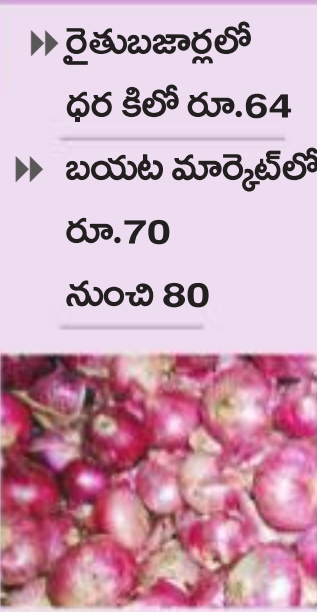 రైతుబజార్లలో
ధర కిలో రూ.64
బయట మార్కెట్‌లో
రూ.70
నుంచి 80